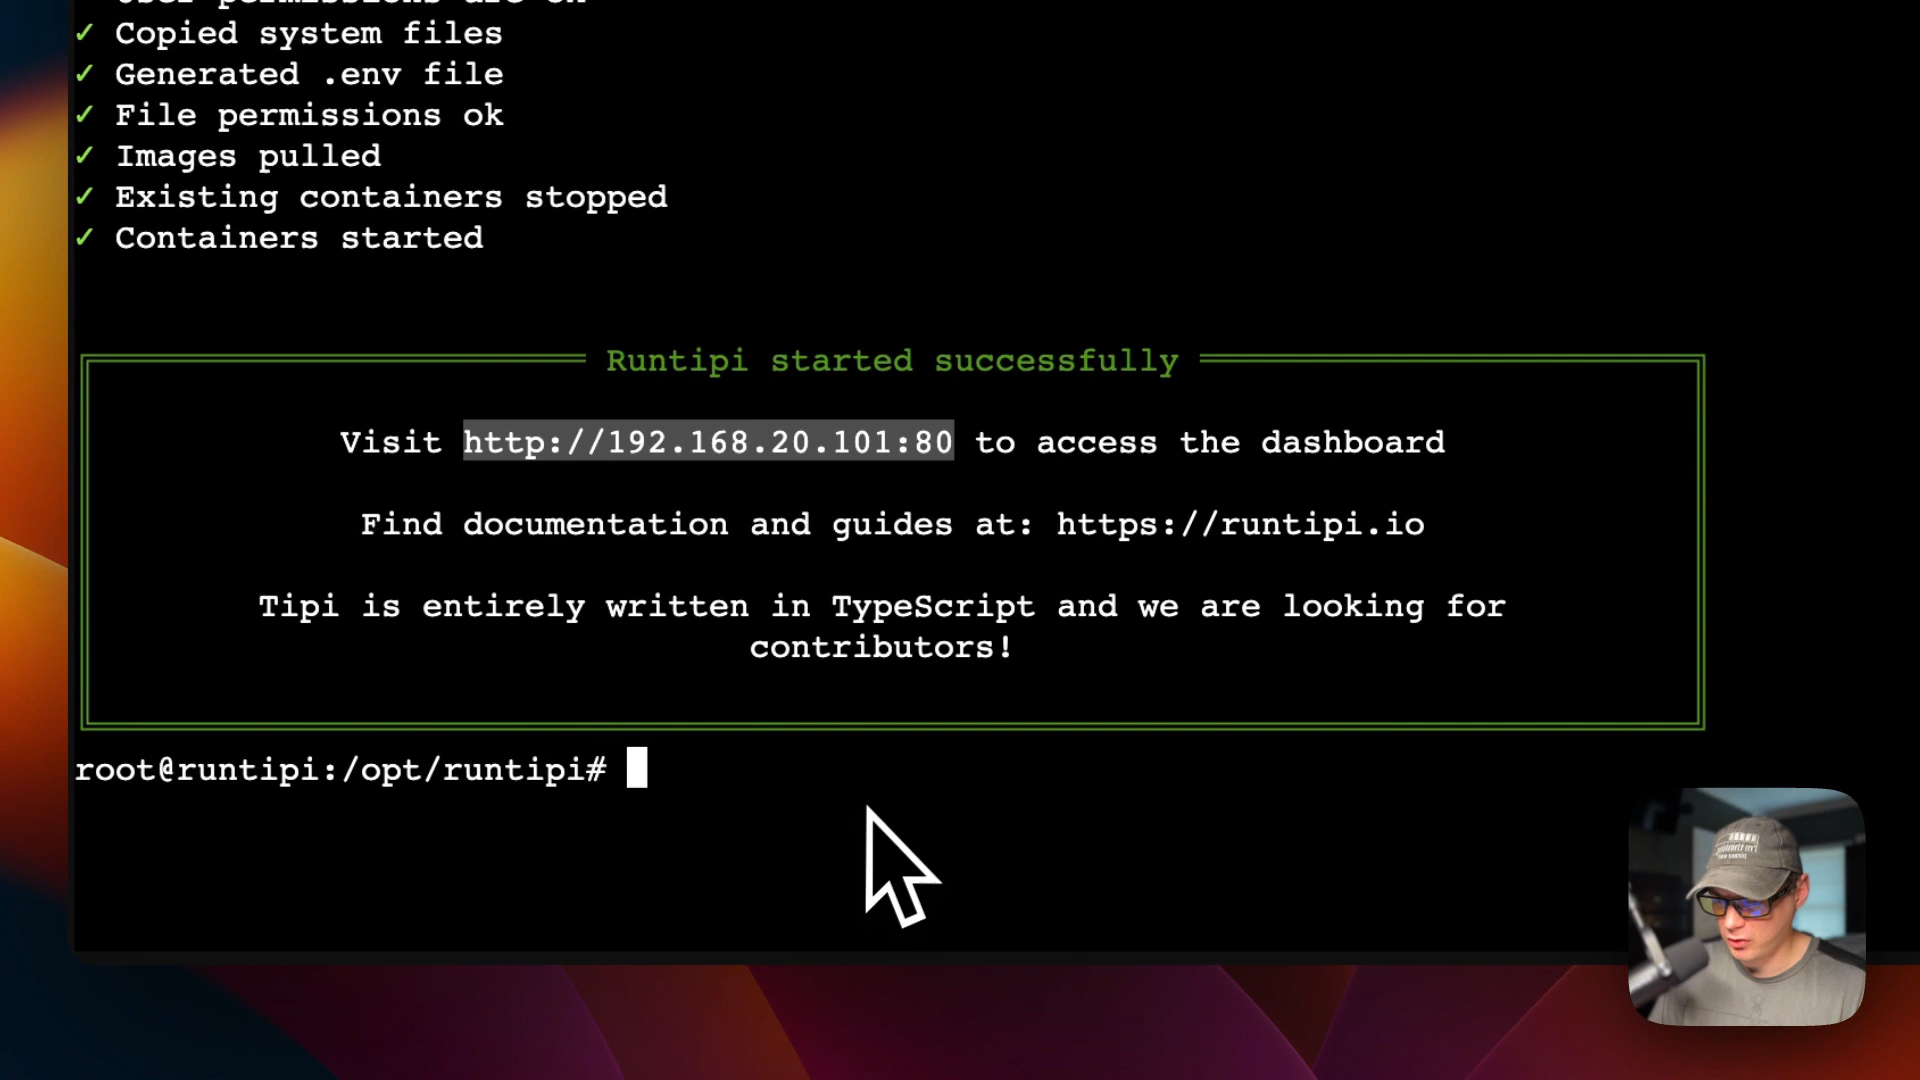 ✓ Copied system files
✓ Generated .env file
✓ File permissions ok
✓ Images pulled
✓ Existing containers stopped
✓ Containers started
Runtipi started successfully
Visit http://192.168.20.101:80 to access the dashboard
Find documentation and guides at: https://runtipi.io
Tipi is entirely written in TypeScript and we are looking for
contributors!
root@runtipi:/opt/runtipi#